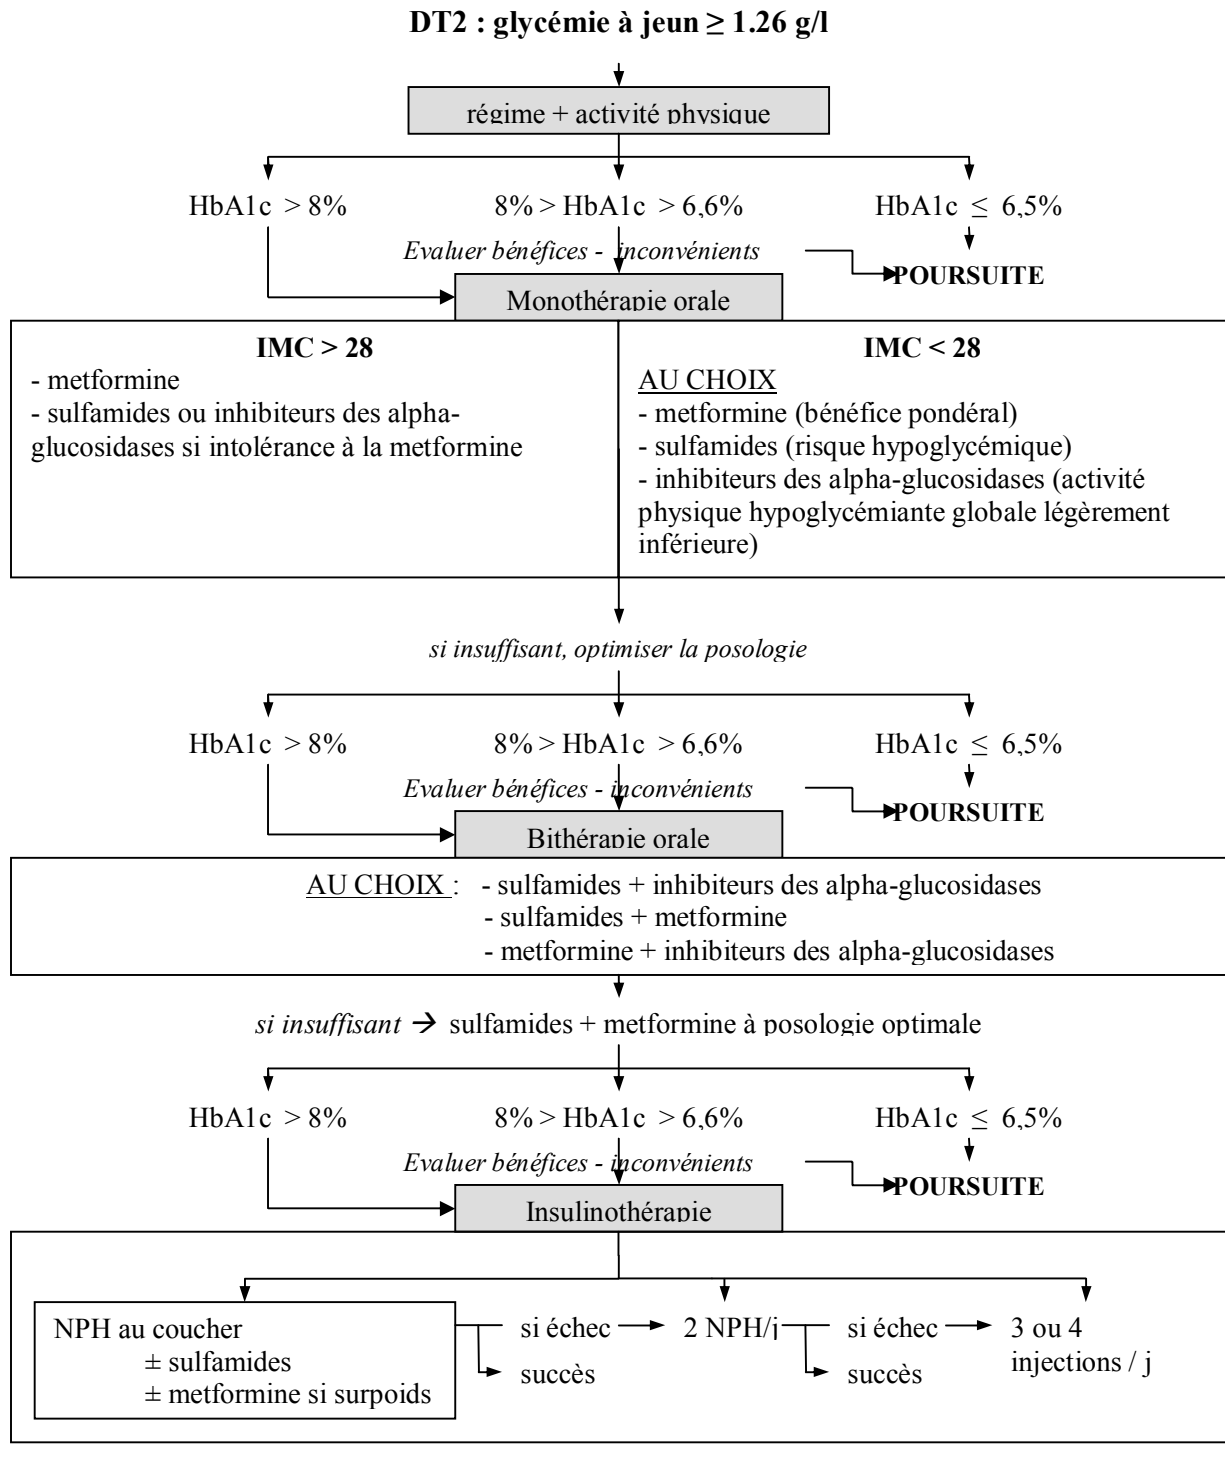 DT2 : glycémie à jeun ≥ 1.26 g/l
régime + activité physique
HbA1c > 8%
8% > HbA1c > 6,6%
HbA1c ≤ 6,5%
Evaluer bénéfices - inconvénients
POURSUITE
Monothérapie orale
IMC > 28
- metformine
- sulfamides ou inhibiteurs des alpha-
glucosidases si intolérance à la metformine
IMC < 28
AU CHOIX
- metformine (bénéfice pondéral)
- sulfamides (risque hypoglycémique)
- inhibiteurs des alpha-glucosidases (activité
physique hypoglycémiante globale légèrement
inférieure)
si insuffisant, optimiser la posologie
HbA1c > 8%
8% > HbA1c > 6,6%
HbA1c ≤ 6,5%
Evaluer bénéfices - inconvénients
POURSUITE
Bithérapie orale
AU CHOIX : - sulfamides + inhibiteurs des alpha-glucosidases
- sulfamides + metformine
- metformine + inhibiteurs des alpha-glucosidases
si insuffisant → sulfamides + metformine à posologie optimale
HbA1c > 8%
8% > HbA1c > 6,6%
HbA1c ≤ 6,5%
Evaluer bénéfices - inconvénients
POURSUITE
Insulinothérapie
NPH au coucher
± sulfamides
± metformine si surpoids
si échec
succès
2 NPH/j
si échec
succès
3 ou 4
injections / j